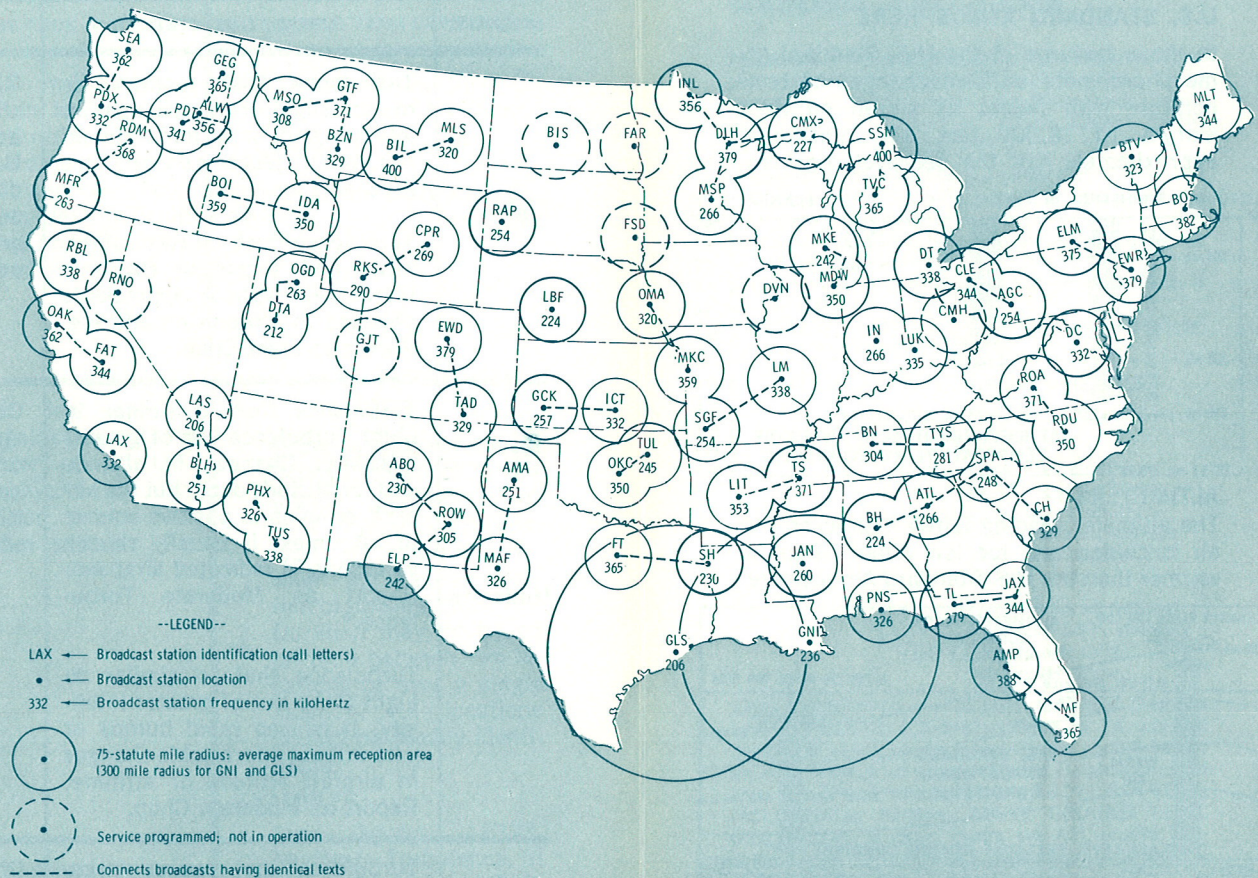 SEA
362
GEG
365
PDX
332
PDT
341
ALW
356
RDM
368
MSO
308
GTF
371
BZN
329
BIL
400
MLS
320
BIS
FAR
INL
356
DLH
379
CMX
227
SSM
400
MLT
344
BTV
323
MFR
263
BOI
359
IDA
350
RAP
254
MSP
266
TVC
365
BOS
382
RBL
338
RNO
OGD
263
DTA
212
RKS
290
CPR
269
FSD
MKE
242
MDW
350
DT
338
CLE
344
ELM
375
EWR
379
OAK
362
FAT
344
GJT
EWD
379
LBF
224
OMA
320
DVN
IN
266
LUK
335
CMH
AGC
254
DC
332
MKC
359
LM
338
ROA
371
RDU
350
LAS
206
TAD
329
GCK
257
ICT
332
SGF
254
BN
304
TYS
281
SPA
248
LAX
332
BLH
251
PHX
326
TUS
338
ABQ
230
AMA
251
OKC
350
TUL
245
LIT
353
TS
371
ATL
266
CH
329
ROW
305
ELP
242
MAF
326
FT
365
SH
230
JAN
260
BH
224
PNS
326
TL
379
JAX
344
GLS
206
GNI
236
AMP
388
MF
365
--LEGEND--
LAX Broadcast station identification (call letters)
Broadcast station location
332 Broadcast station frequency in kiloHertz
75-statute mile radius: average maximum reception area
(300 mile radius for GNI and GLS)
Service programmed; not in operation
Connects broadcasts having identical texts